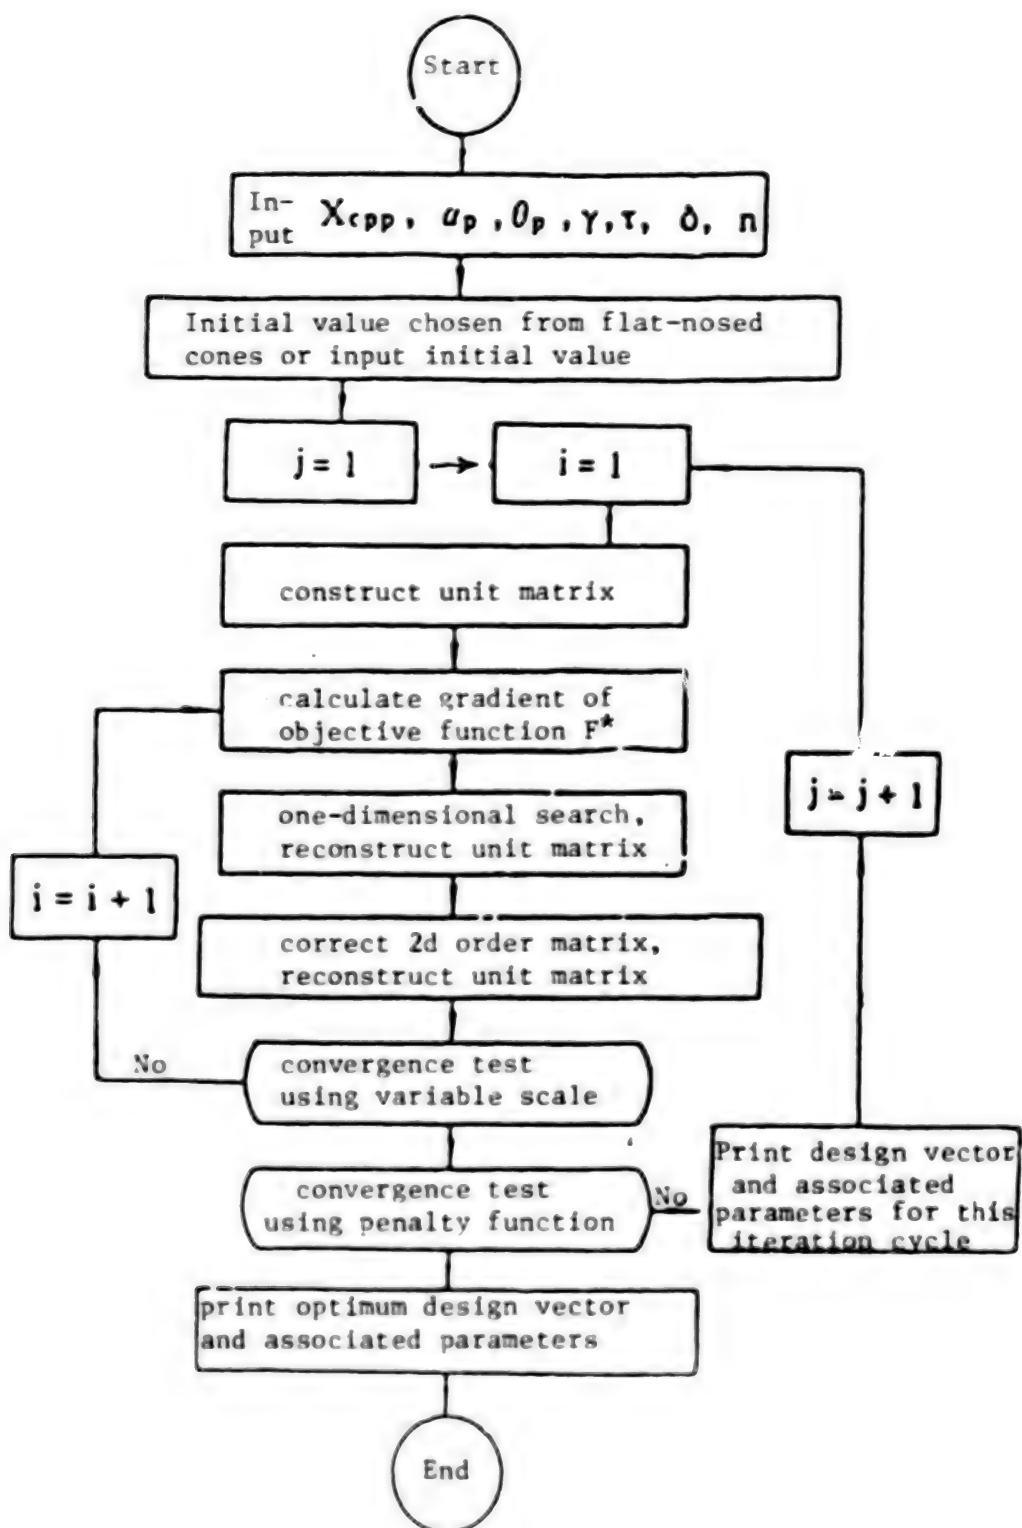 Start
In-
put Xcpp, αp, θp, γ, τ, δ, n
Initial value chosen from flat-nosed
cones or input initial value
j = 1
i = 1
construct unit matrix
calculate gradient of
objective function F*
one-dimensional search,
reconstruct unit matrix
j = j + 1
i = i + 1
correct 2d order matrix,
reconstruct unit matrix
No
convergence test
using variable scale
convergence test
using penalty function
No
Print design vector
and associated
parameters for this
iteration cycle
print optimum design vector
and associated parameters
End